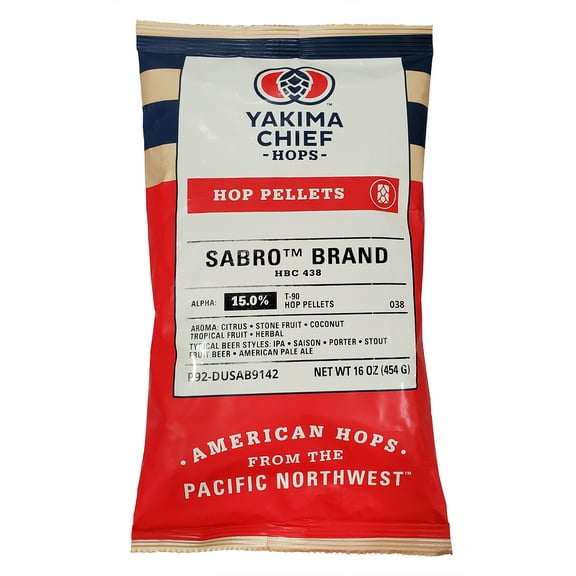 YAKIMA
CHIEF
-HOPS-
™
HOP PELLETS
SABRO™ BRAND
HBC 438
ALPHA: 15.0% T-90 HOP PELLETS 038
AROMA: CITRUS • STONE FRUIT • COCONUT
TROPICAL FRUIT • HERBAL
TYPICAL BEER STYLES: IPA • SAISON • PORTER • STOUT
FRUIT BEER • AMERICAN PALE ALE
P92-DUSAB9142 NET WT 16 OZ (454 G)
• AMERICAN HOPS •
FROM THE
PACIFIC NORTHWEST™